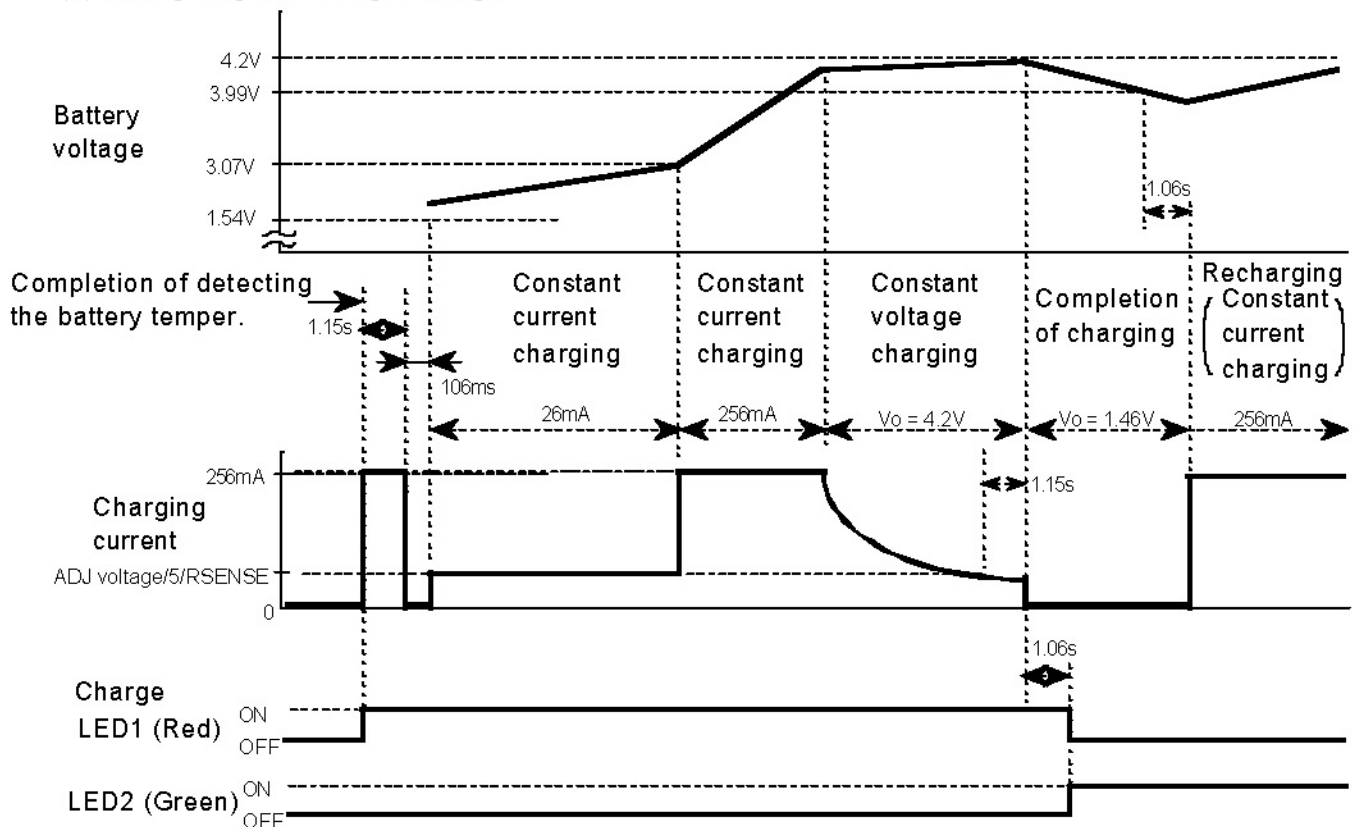 4.2V
3.99V
Battery
voltage
3.07V
1.06s
1.54V
Completion of detecting
the battery temper.
1.15s
106ms
Constant
current
charging
Constant
current
charging
Constant
voltage
charging
Completion
of charging
Recharging
Constant
current
charging
26mA
256mA
Vo = 4.2V
Vo = 1.46V
256mA
256mA
1.15s
Charging
current
ADJ voltage/5/RSENSE
0
1.06s
Charge
LED1 (Red)
ON
OFF
LED2 (Green)
ON
OFF